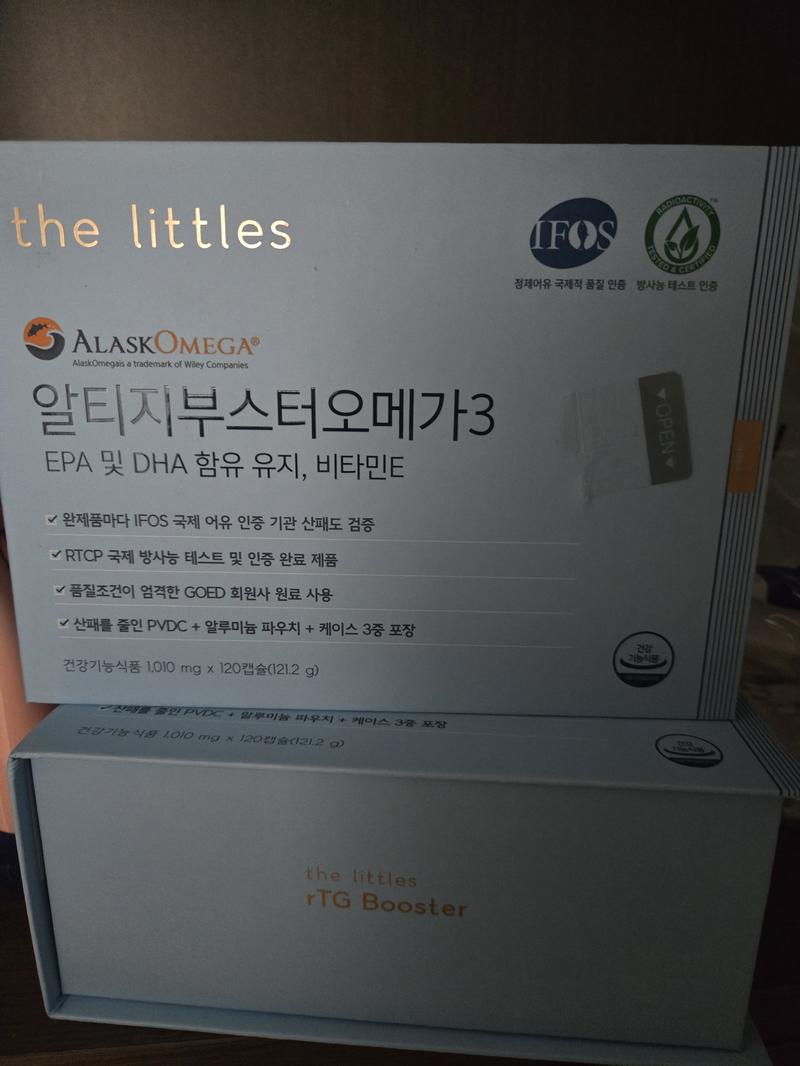 the littles
IFOS
정제어유 국제적 품질 인증
RADIOACTIVITY
TESTED & CERTIFIED
방사능 테스트 인증
ALASKOMEGA®
AlaskOmegais a trademark of Wiley Companies
알티지부스터오메가3
EPA 및 DHA 함유 유지, 비타민E
OPEN
완제품마다 IFOS 국제 어유 인증 기관 산패도 검증
RTCP 국제 방사능 테스트 및 인증 완료 제품
품질조건이 엄격한 GOED 회원사 원료 사용
산패를 줄인 PVDC + 알루미늄 파우치 + 케이스 3중 포장
건강기능식품 1,010 mg x 120캡슐(121.2 g)
건강
기능식품
산패를 줄인 PVDC + 알루미늄 파우치 + 케이스 3중 포장
건강기능식품 1,010 mg x 120캡슐(121.2 g)
건강
기능식품
the littles
rTG Booster